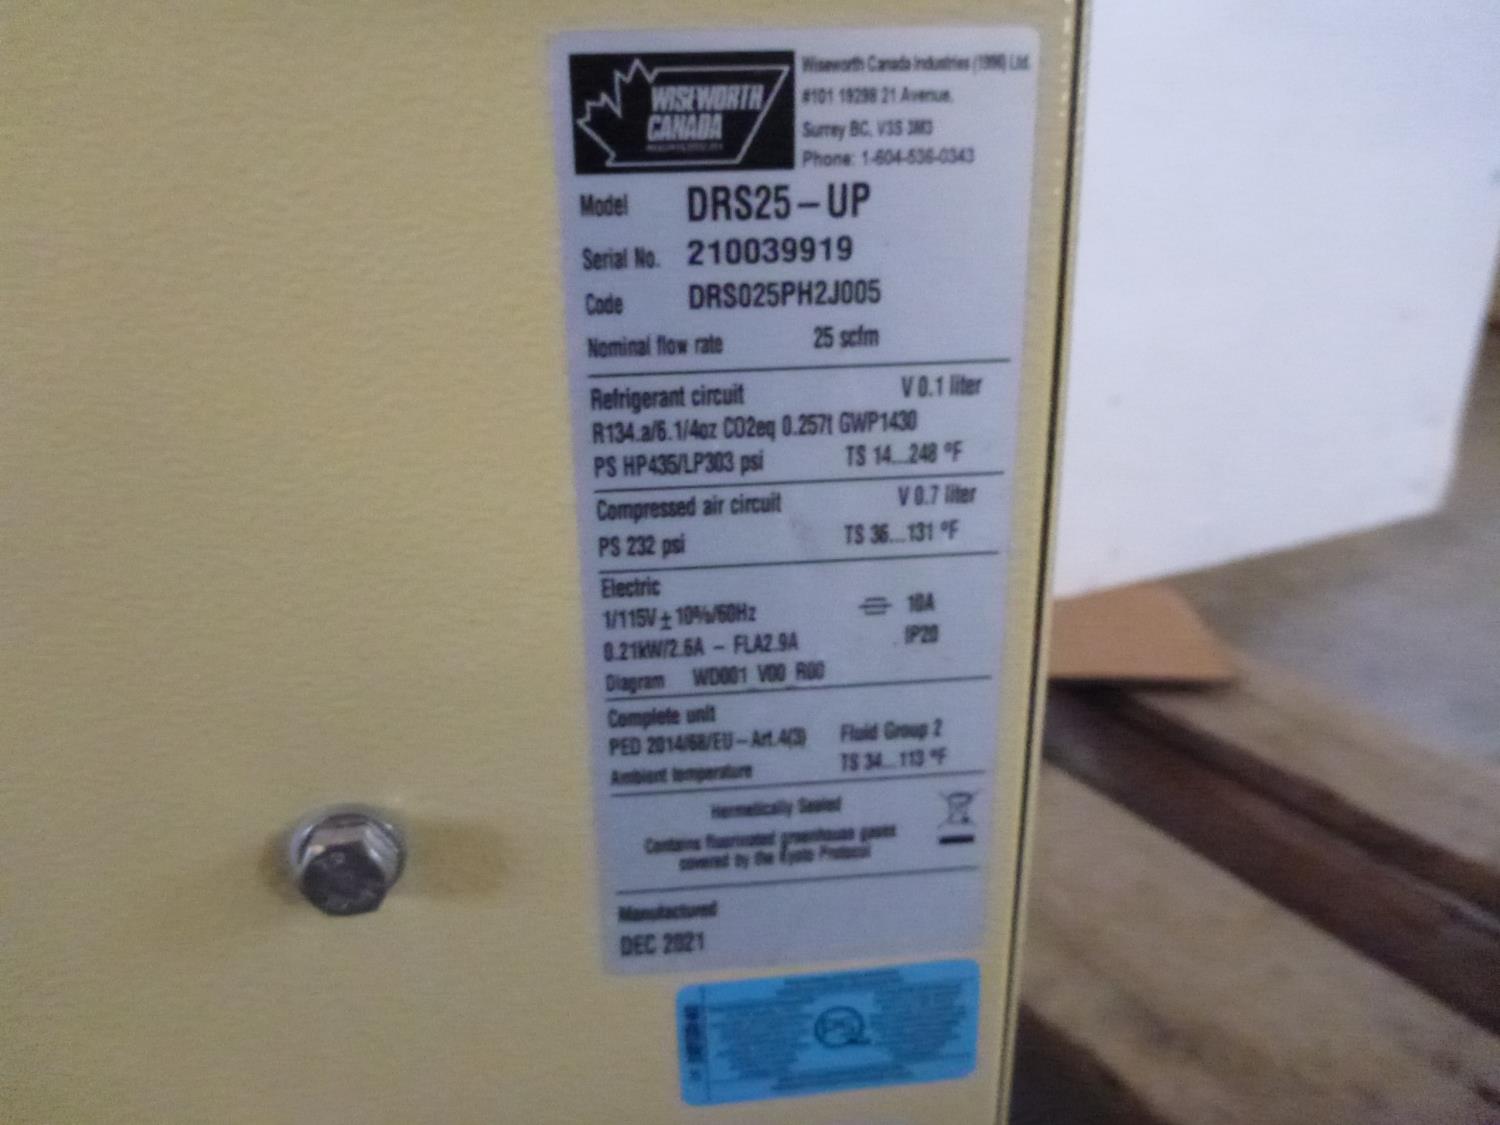 WISEWORTH
CANADA
Wiseworth Canada Industries (1996) Ltd.
#101 19298 21 Avenue,
Surrey BC, V3S 3M3
Phone: 1-604-536-0343
Model DRS25-UP
Serial No. 210039919
Code DRS025PH2J005
Nominal flow rate 25 scfm
Refrigerant circuit V 0.1 liter
R134.a/6.1/4oz CO2eq 0.257t GWP1430
PS HP435/LP303 psi TS 14...248 °F
Compressed air circuit V 0.7 liter
PS 232 psi TS 36...131 °F
Electric
1/115V ± 10%/60Hz 10A
0.21kW/2.6A - FLA2.9A IP20
Diagram WD001_V00_R00
Complete unit
PED 2014/68/EU-Art.4(3) Fluid Group 2
Ambient temperature TS 34...113 °F
Hermetically Sealed
Contains fluorinated greenhouse gases
covered by the Kyoto Protocol
Manufactured
DEC 2021